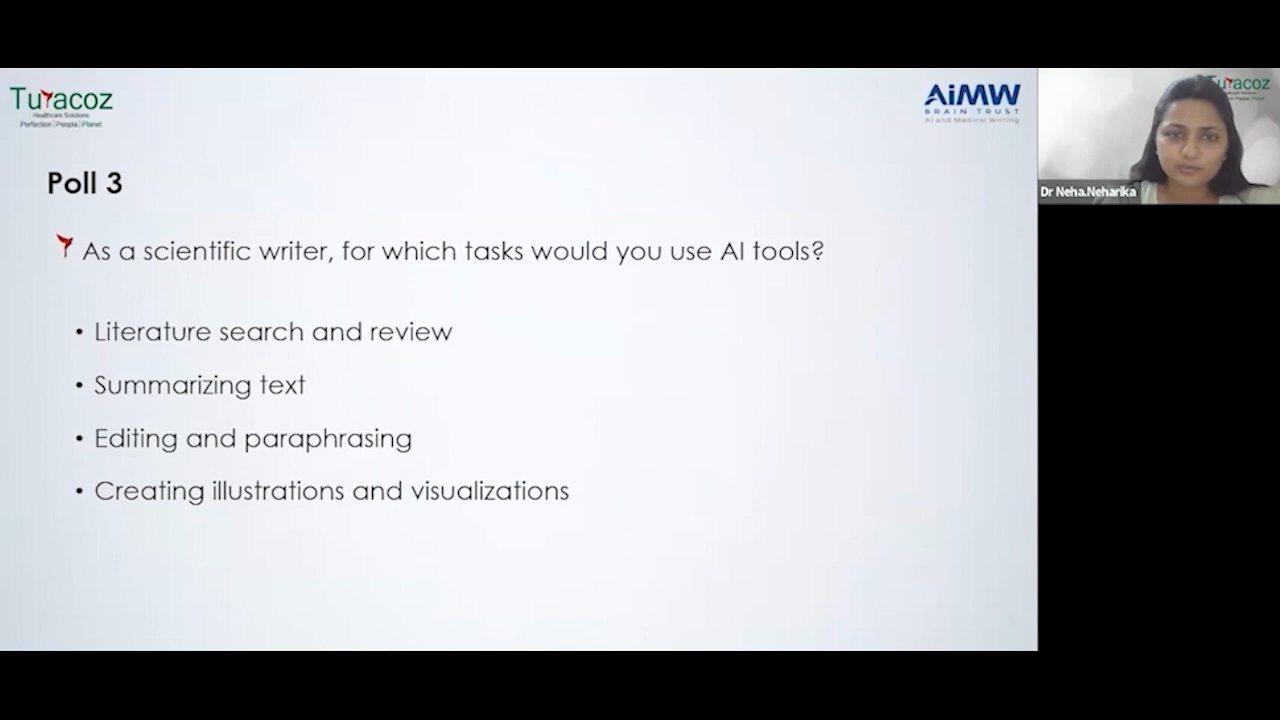 Turacoz
Healthcare Solutions
Perfection | People | Planet
AiMW
BRAIN TRUST
AI and Medical Writing
Turacoz
Dr Neha.Neharika
Poll 3
As a scientific writer, for which tasks would you use AI tools?
• Literature search and review
• Summarizing text
• Editing and paraphrasing
• Creating illustrations and visualizations